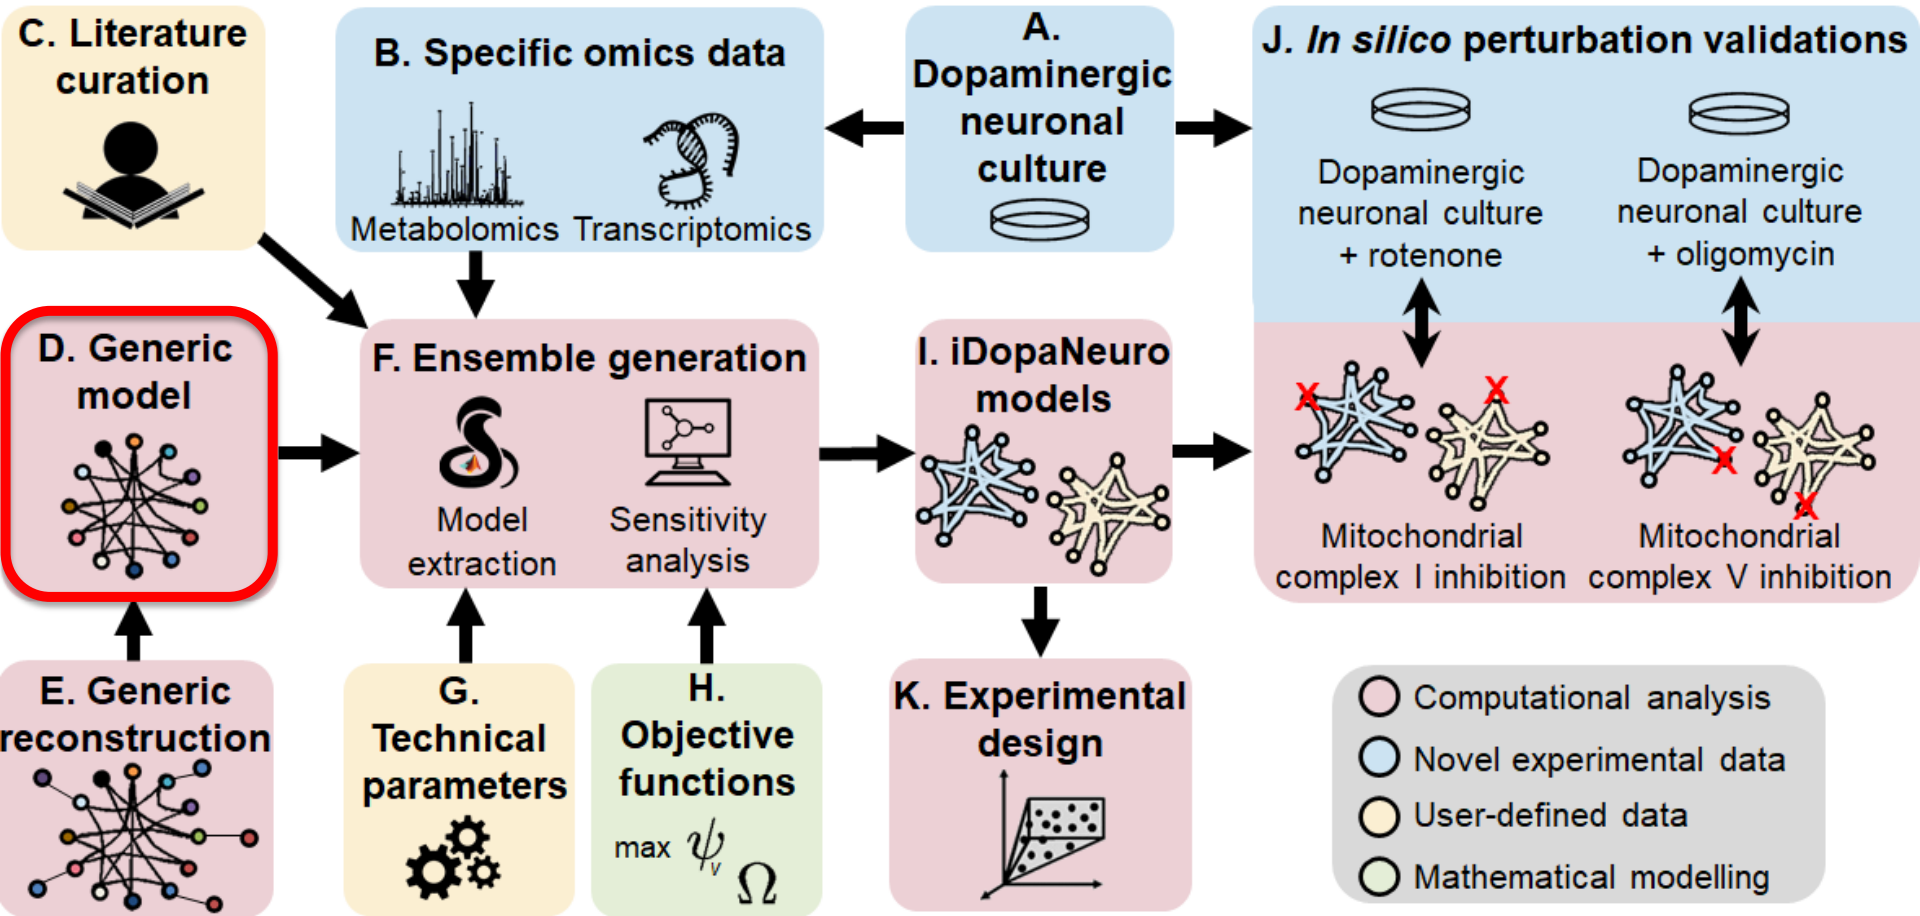 C. Literature
curation
B. Specific omics data
Metabolomics
Transcriptomics
A.
Dopaminergic
neuronal
culture
J. In silico perturbation validations
Dopaminergic
neuronal culture
+ rotenone
Dopaminergic
neuronal culture
+ oligomycin
D. Generic
model
F. Ensemble generation
Model
extraction
Sensitivity
analysis
I. iDopaNeuro
models
X
X
X
X
Mitochondrial
complex I inhibition
Mitochondrial
complex V inhibition
E. Generic
reconstruction
G.
Technical
parameters
H.
Objective
functions
max ψv
Ω
K. Experimental
design
Computational analysis
Novel experimental data
User-defined data
Mathematical modelling